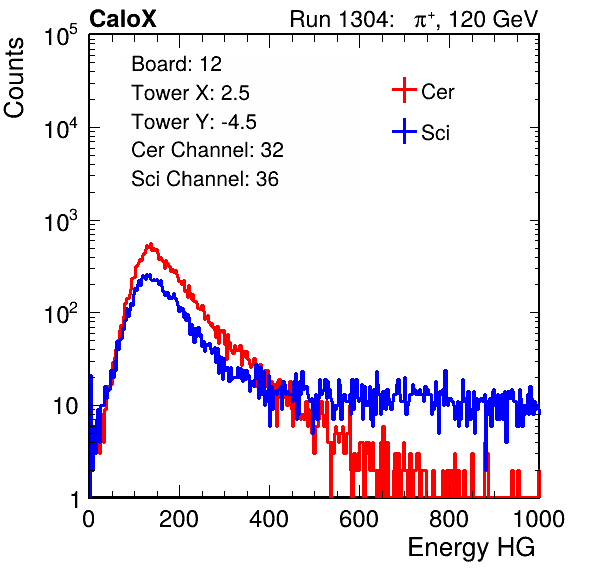 CaloX Run 1304: π⁺, 120 GeV
Counts
Board: 12
Tower X: 2.5
Tower Y: -4.5
Cer Channel: 32
Sci Channel: 36
Cer
Sci
10⁵
10⁴
10³
10²
10
1
0 200 400 600 800 1000
Energy HG